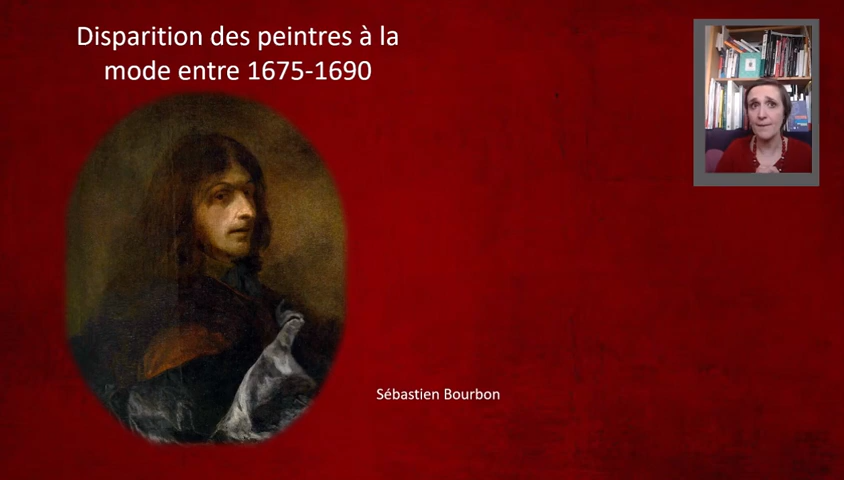 Disparition des peintres à la
mode entre 1675-1690
Sébastien Bourbon